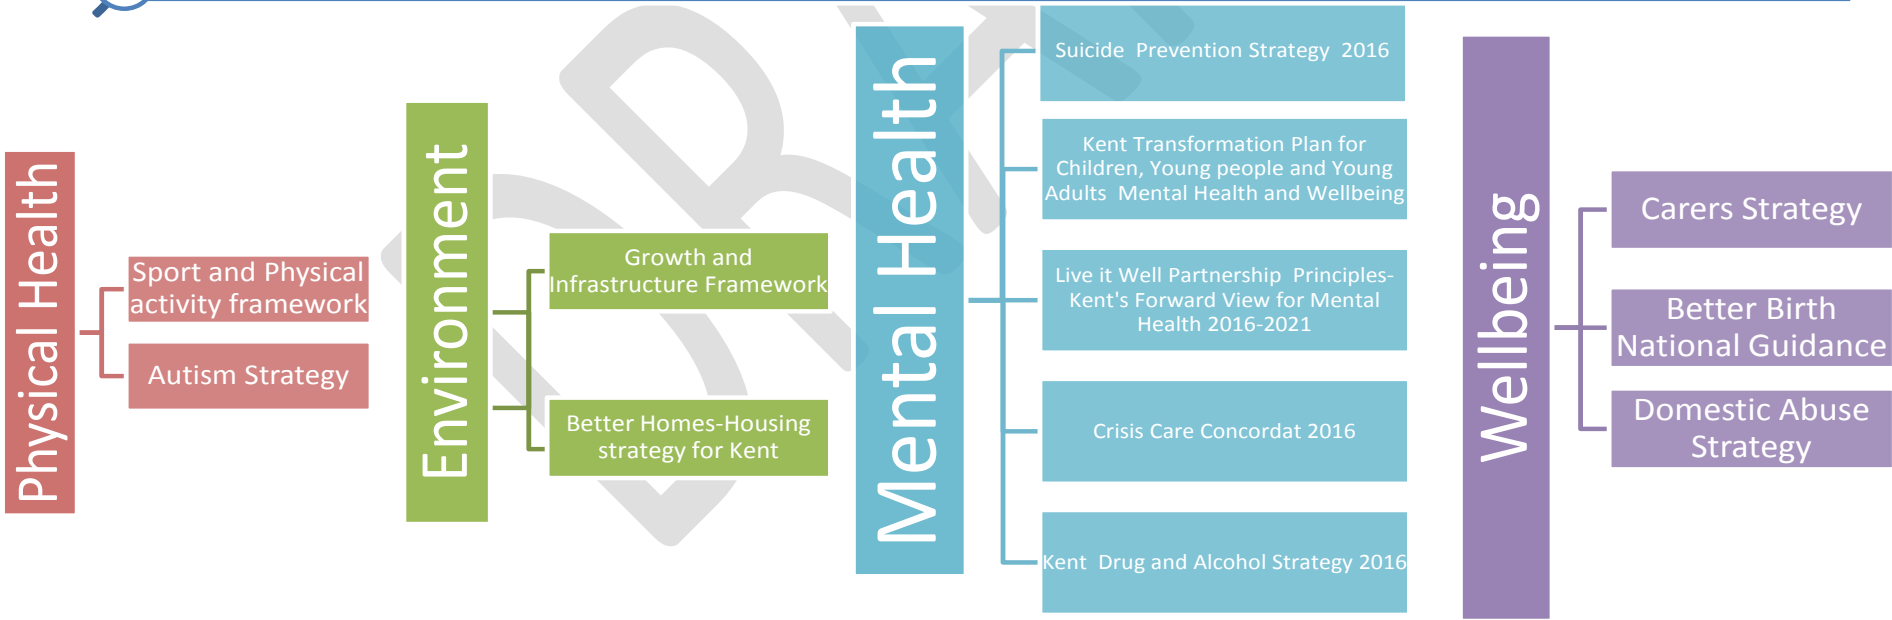 Physical Health
Sport and Physical
activity framework
Autism Strategy
Environment
Growth and
Infrastructure Framework
Better Homes-Housing
strategy for Kent
Mental Health
Suicide  Prevention Strategy  2016
Kent Transformation Plan for
Children, Young people and Young
Adults  Mental Health and Wellbeing
Live it Well Partnership  Principles-
Kent's Forward View for Mental
Health 2016-2021
Crisis Care Concordat 2016
Kent  Drug and Alcohol Strategy 2016
Wellbeing
Carers Strategy
Better Birth
National Guidance
Domestic Abuse
Strategy